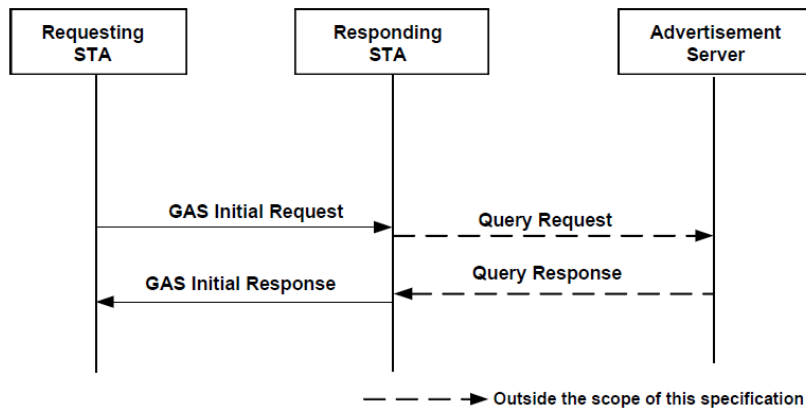 Requesting
STA
Responding
STA
Advertisement
Server
GAS Initial Request
Query Request
GAS Initial Response
Query Response
Outside the scope of this specification